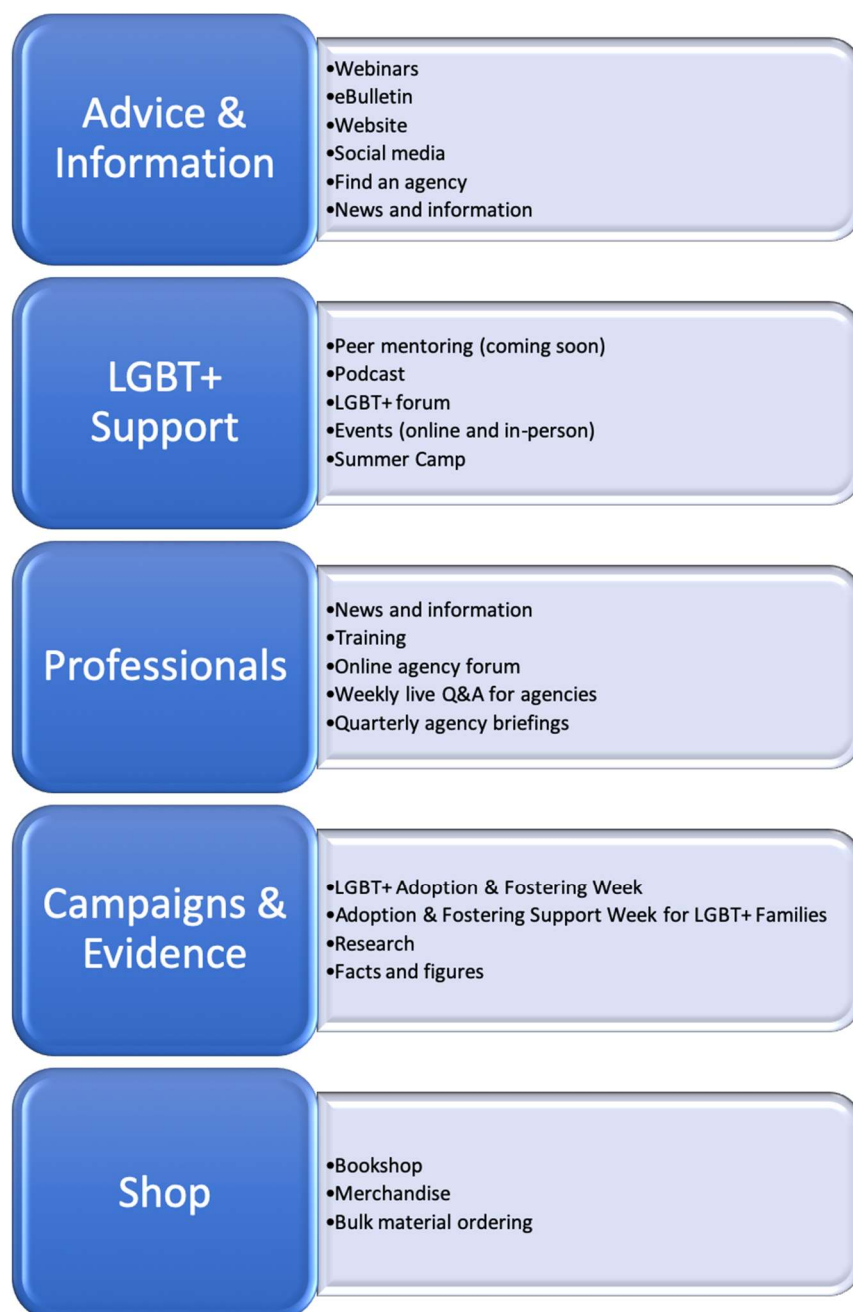 Advice &
Information
•Webinars
•eBulletin
•Website
•Social media
•Find an agency
•News and information
LGBT+
Support
•Peer mentoring (coming soon)
•Podcast
•LGBT+ forum
•Events (online and in-person)
•Summer Camp
Professionals
•News and information
•Training
•Online agency forum
•Weekly live Q&A for agencies
•Quarterly agency briefings
Campaigns &
Evidence
•LGBT+ Adoption & Fostering Week
•Adoption & Fostering Support Week for LGBT+ Families
•Research
•Facts and figures
Shop
•Bookshop
•Merchandise
•Bulk material ordering